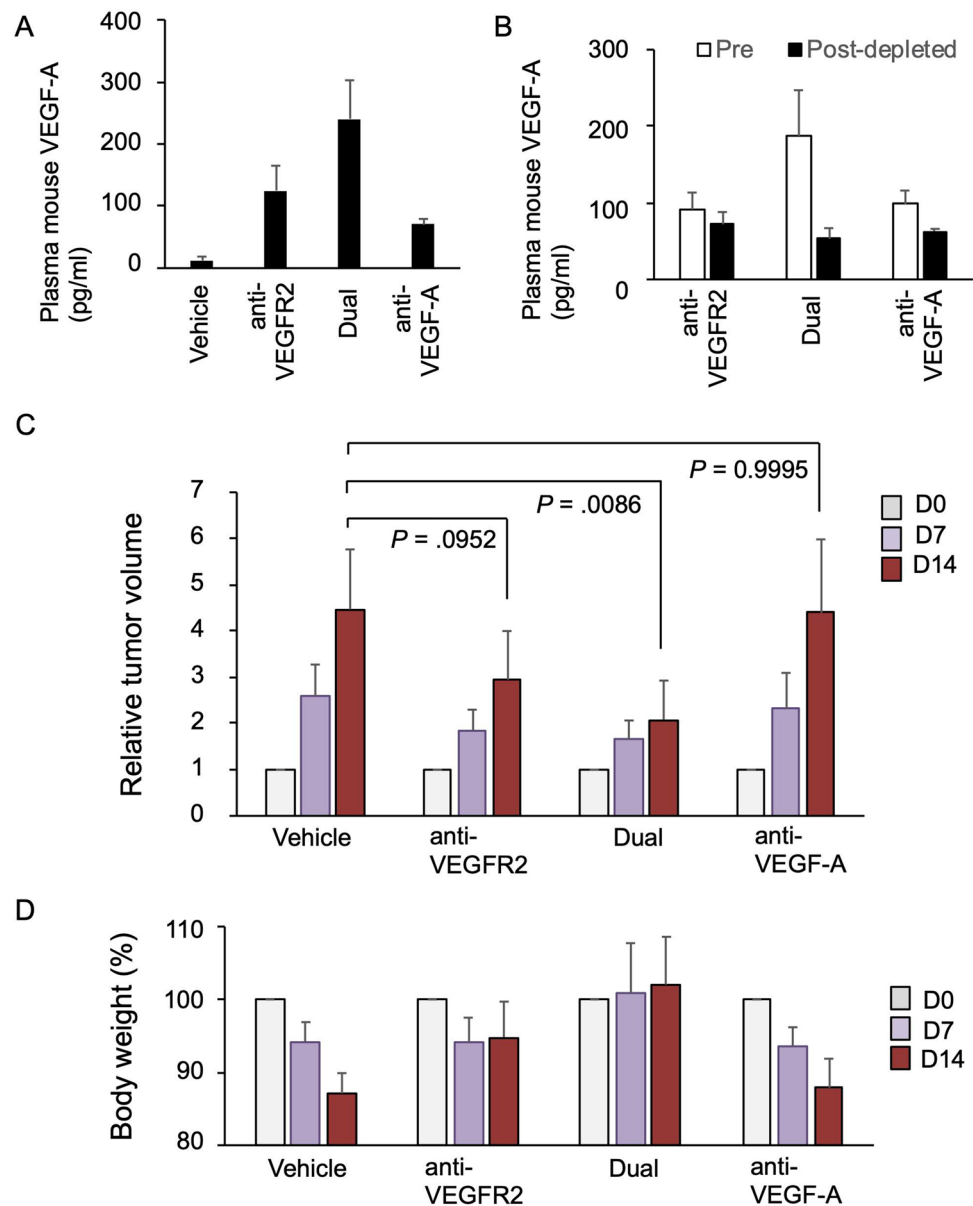 A
Plasma mouse VEGF-A
(pg/ml)
400
300
200
100
0
Vehicle
anti-
VEGFR2
Dual
anti-
VEGF-A
B
Plasma mouse VEGF-A
(pg/ml)
300
200
100
0
Pre
Post-depleted
anti-
VEGFR2
Dual
anti-
VEGF-A
C
Relative tumor volume
7
6
5
4
3
2
1
0
P = 0.9995
P = .0086
P = .0952
D0
D7
D14
Vehicle
anti-
VEGFR2
Dual
anti-
VEGF-A
D
Body weight (%)
110
100
90
80
D0
D7
D14
Vehicle
anti-
VEGFR2
Dual
anti-
VEGF-A